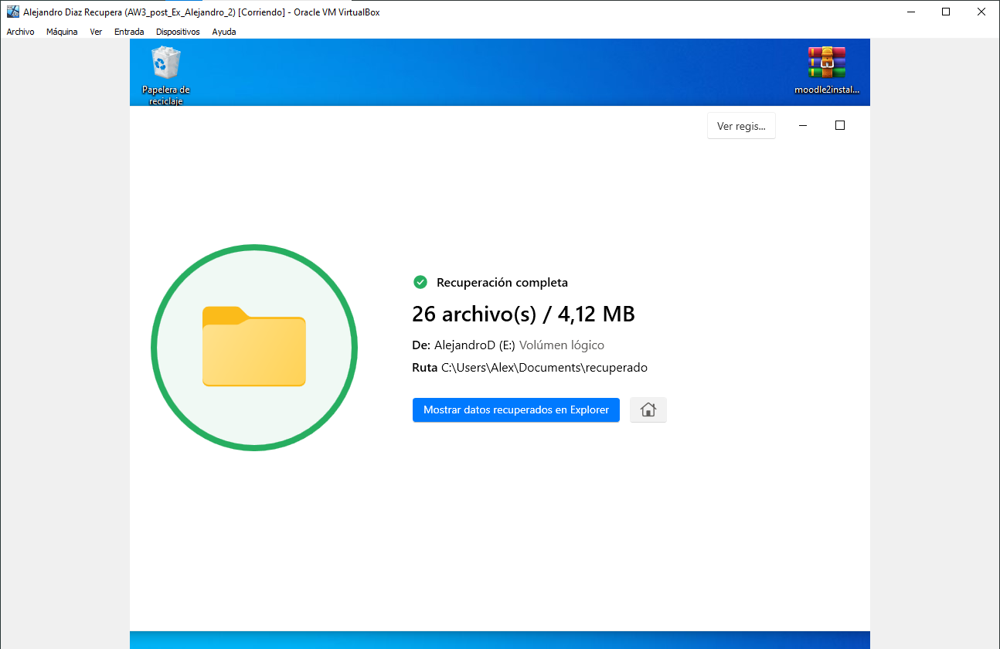 Alejandro Diaz Recupera (AW3_post_Ex_Alejandro_2) [Corriendo] - Oracle VM VirtualBox
Archivo Máquina Ver Entrada Dispositivos Ayuda
Papelera de
reciclaje
moodle2instal...
Ver regis...
Recuperación completa
26 archivo(s) / 4,12 MB
De: AlejandroD (E:) Volúmen lógico
Ruta C:\Users\Alex\Documents\recuperado
Mostrar datos recuperados en Explorer